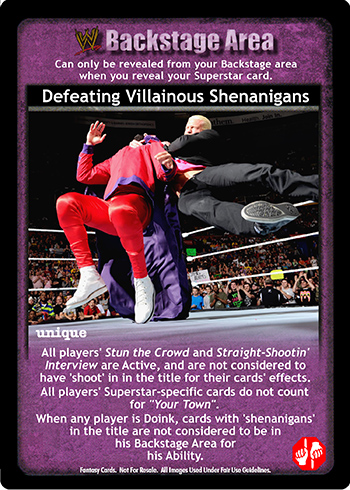 W Backstage Area
Can only be revealed from your Backstage area
when you reveal your Superstar card.
Defeating Villainous Shenanigans
unique
All players' Stun the Crowd and Straight-Shootin'
Interview are Active, and are not considered to
have 'shoot' in in the title for their cards' effects.
All players' Superstar-specific cards do not count
for "Your Town".
When any player is Doink, cards with 'shenanigans'
in the title are not considered to be in
his Backstage Area for
his Ability.
Fantasy Cards. Not For Resale. All Images Used Under Fair Use Guidelines.